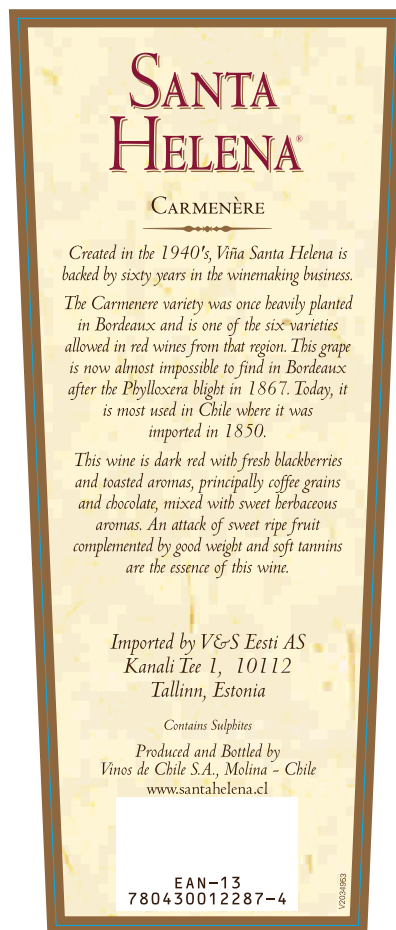 SANTA
HELENA®
CARMENÈRE
Created in the 1940's, Viña Santa Helena is
backed by sixty years in the winemaking business.
The Carmenere variety was once heavily planted
in Bordeaux and is one of the six varieties
allowed in red wines from that region. This grape
is now almost impossible to find in Bordeaux
after the Phylloxera blight in 1867. Today, it
is most used in Chile where it was
imported in 1850.
This wine is dark red with fresh blackberries
and toasted aromas, principally coffee grains
and chocolate, mixed with sweet herbaceous
aromas. An attack of sweet ripe fruit
complemented by good weight and soft tannins
are the essence of this wine.
Imported by V&S Eesti AS
Kanali Tee 1, 10112
Tallinn, Estonia
Contains Sulphites
Produced and Bottled by
Vinos de Chile S.A., Molina - Chile
www.santahelena.cl
EAN-13
780430012287-4
V2034953